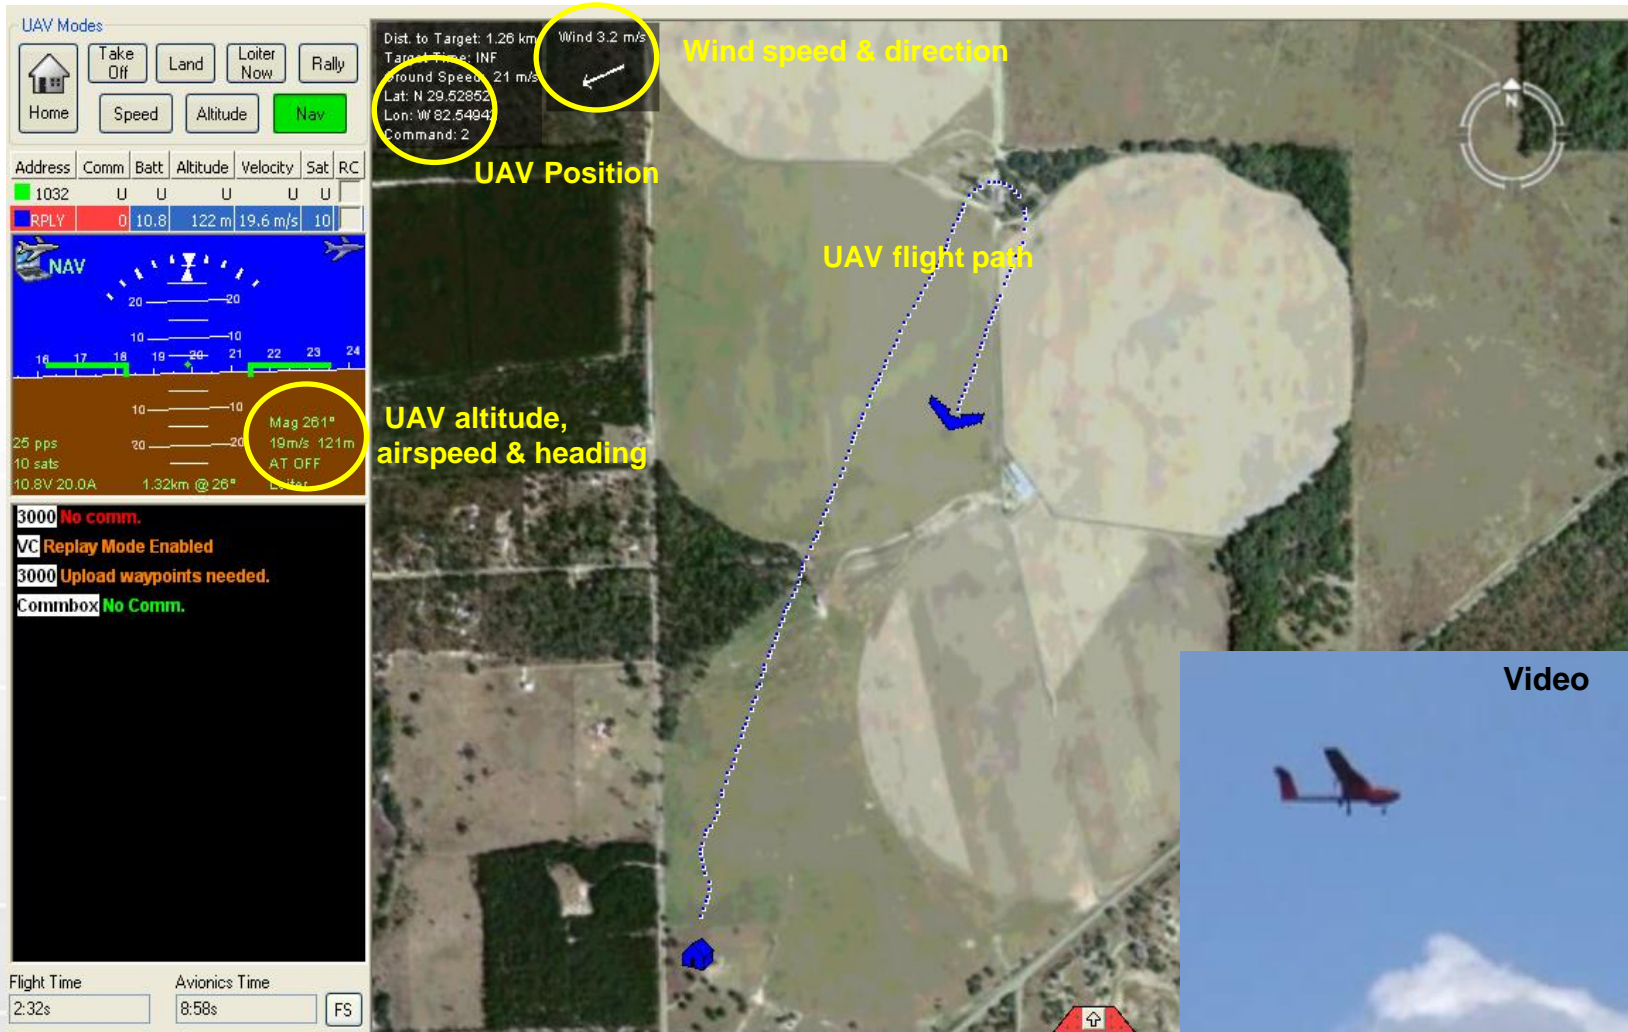 UAV Modes
Home
Take Off
Land
Loiter Now
Rally
Speed
Altitude
Nav
Address Comm Batt Altitude Velocity Sat RC
1032 U U U U U
RPLY 0 10.8 122 m 19.6 m/s 10
NAV
20 20
10 10
16 17 18 19 20 21 22 23 24
10 10
20 20
Mag 261°
25 pps 19m/s 121m
10 sats AT OFF
10.8V 20.0A 1.32km @ 26° Loiter
3000 No comm.
VC Replay Mode Enabled
3000 Upload waypoints needed.
Commbox No Comm.
Flight Time Avionics Time
2:32s 8:58s FS
Dist. to Target: 1.26 km
Target Time: INF
Ground Speed: 21 m/s
Lat: N 29.52852
Lon: W 82.54942
Command: 2
Wind 3.2 m/s
Wind speed & direction
UAV Position
UAV flight path
UAV altitude,
airspeed & heading
N
Video